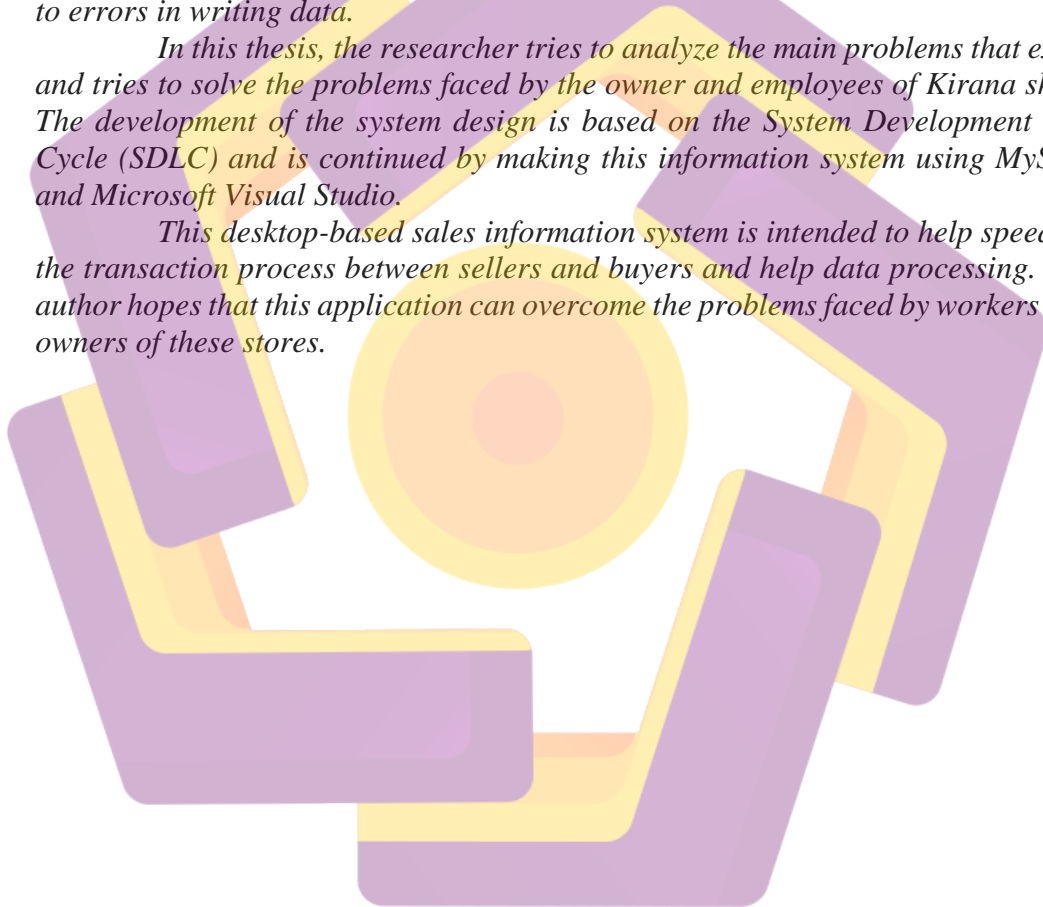 to errors in writing data.
In this thesis, the researcher tries to analyze the main problems that
and tries to solve the problems faced by the owner and employees of Kirana
The development of the system design is based on the System Development
Cycle (SDLC) and is continued by making this information system using
and Microsoft Visual Studio.
This desktop-based sales information system is intended to help speed
the transaction process between sellers and buyers and help data processing.
author hopes that this application can overcome the problems faced by workers
owners of these stores.